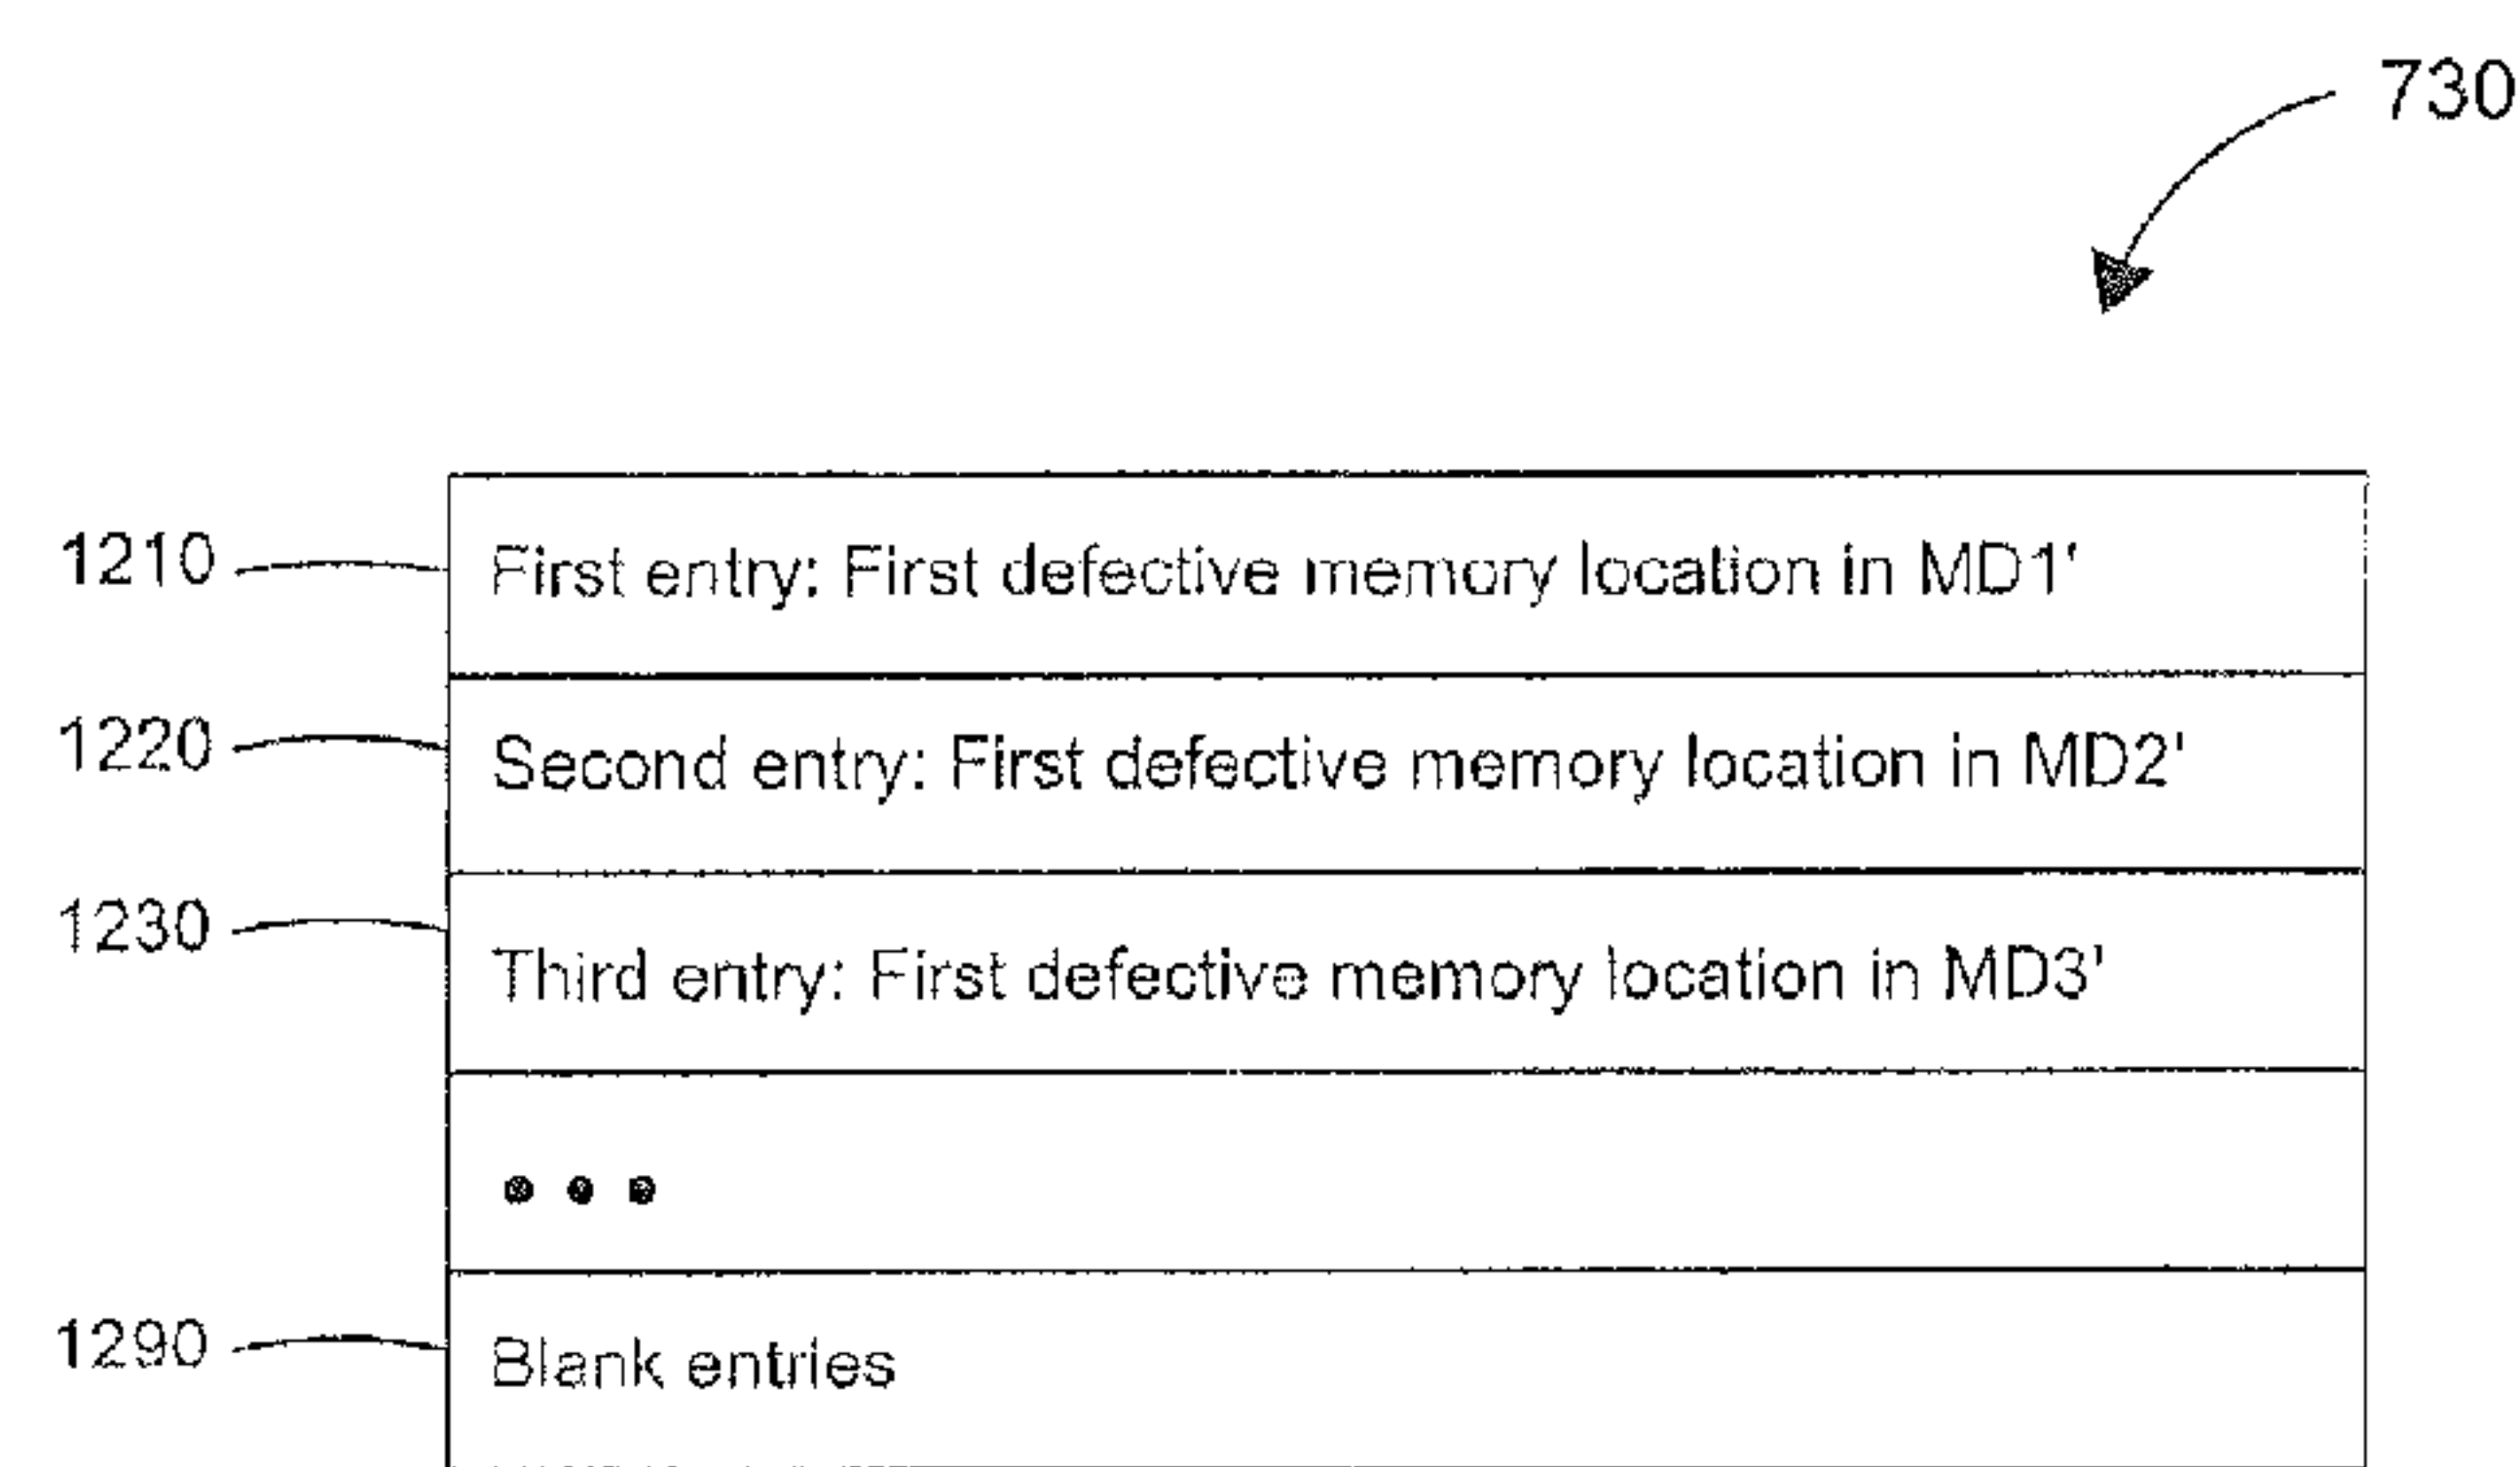 730
1210 First entry: First defective memory location in MD1'
1220 Second entry: First defective memory location in MD2'
1230 Third entry: First defective memory location in MD3'
• • •
1290 Blank entries